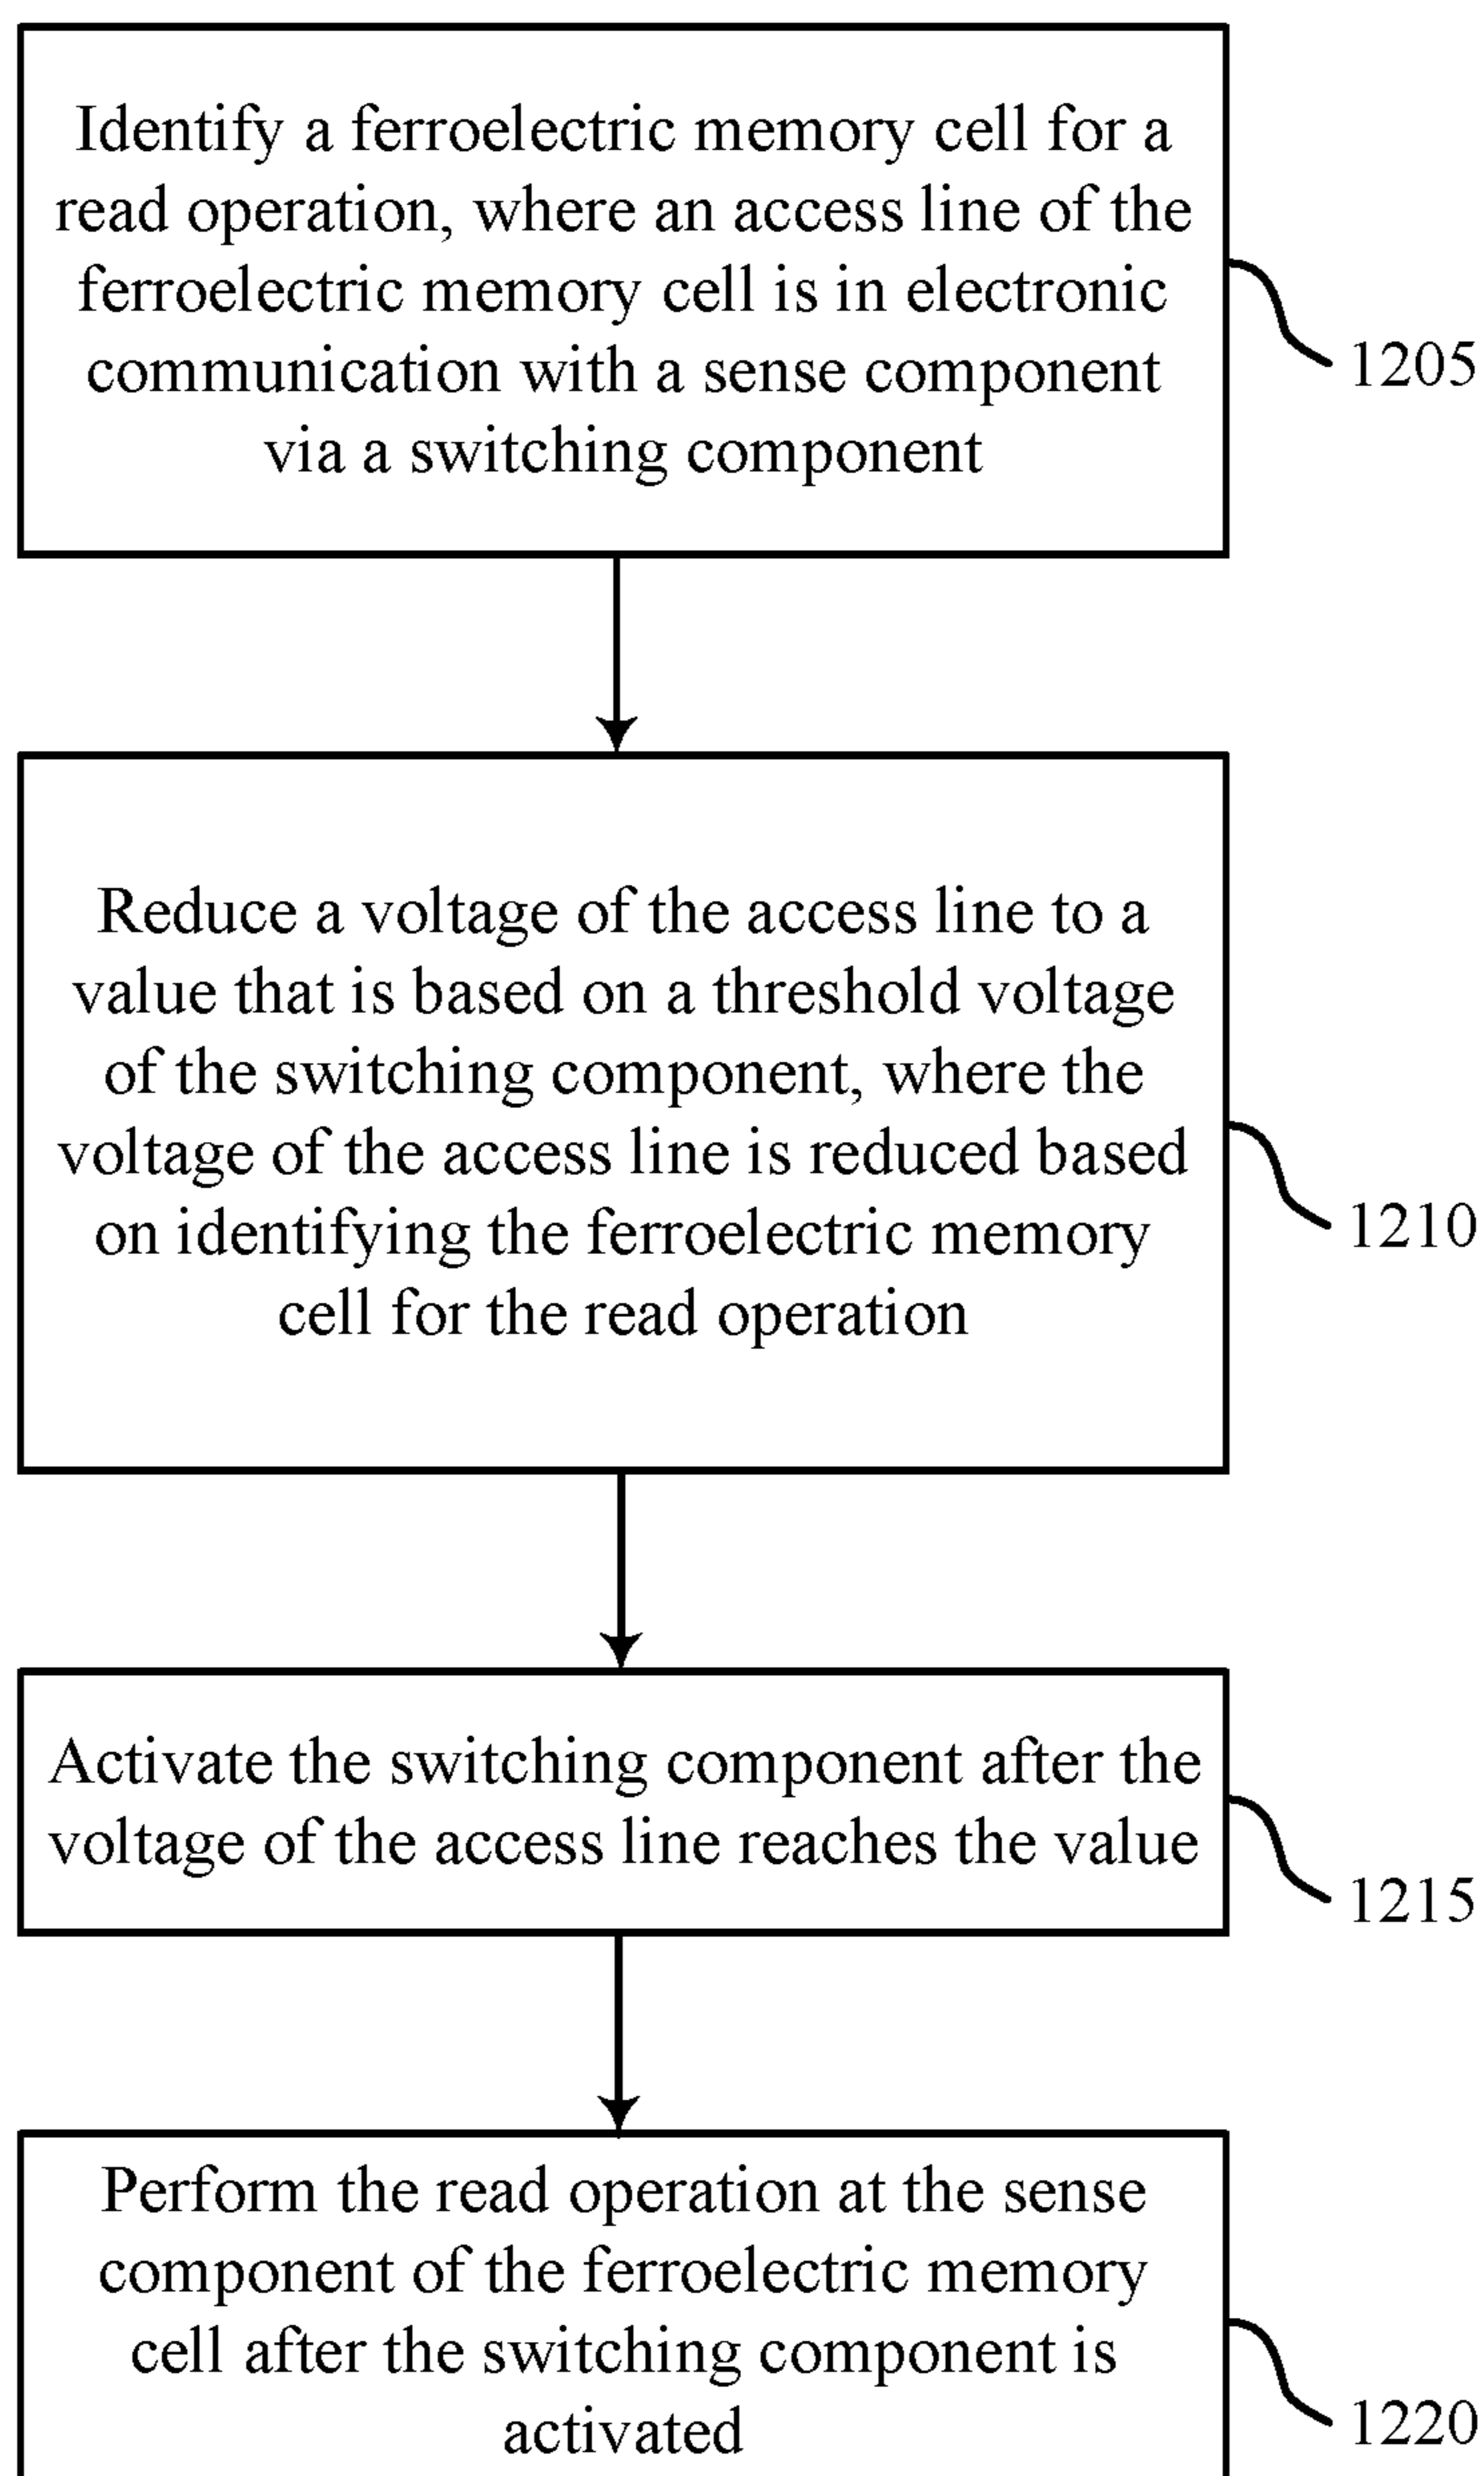 Identify a ferroelectric memory cell for a
read operation, where an access line of the
ferroelectric memory cell is in electronic
communication with a sense component
via a switching component
1205
Reduce a voltage of the access line to a
value that is based on a threshold voltage
of the switching component, where the
voltage of the access line is reduced based
on identifying the ferroelectric memory
cell for the read operation
1210
Activate the switching component after the
voltage of the access line reaches the value
1215
Perform the read operation at the sense
component of the ferroelectric memory
cell after the switching component is
activated
1220